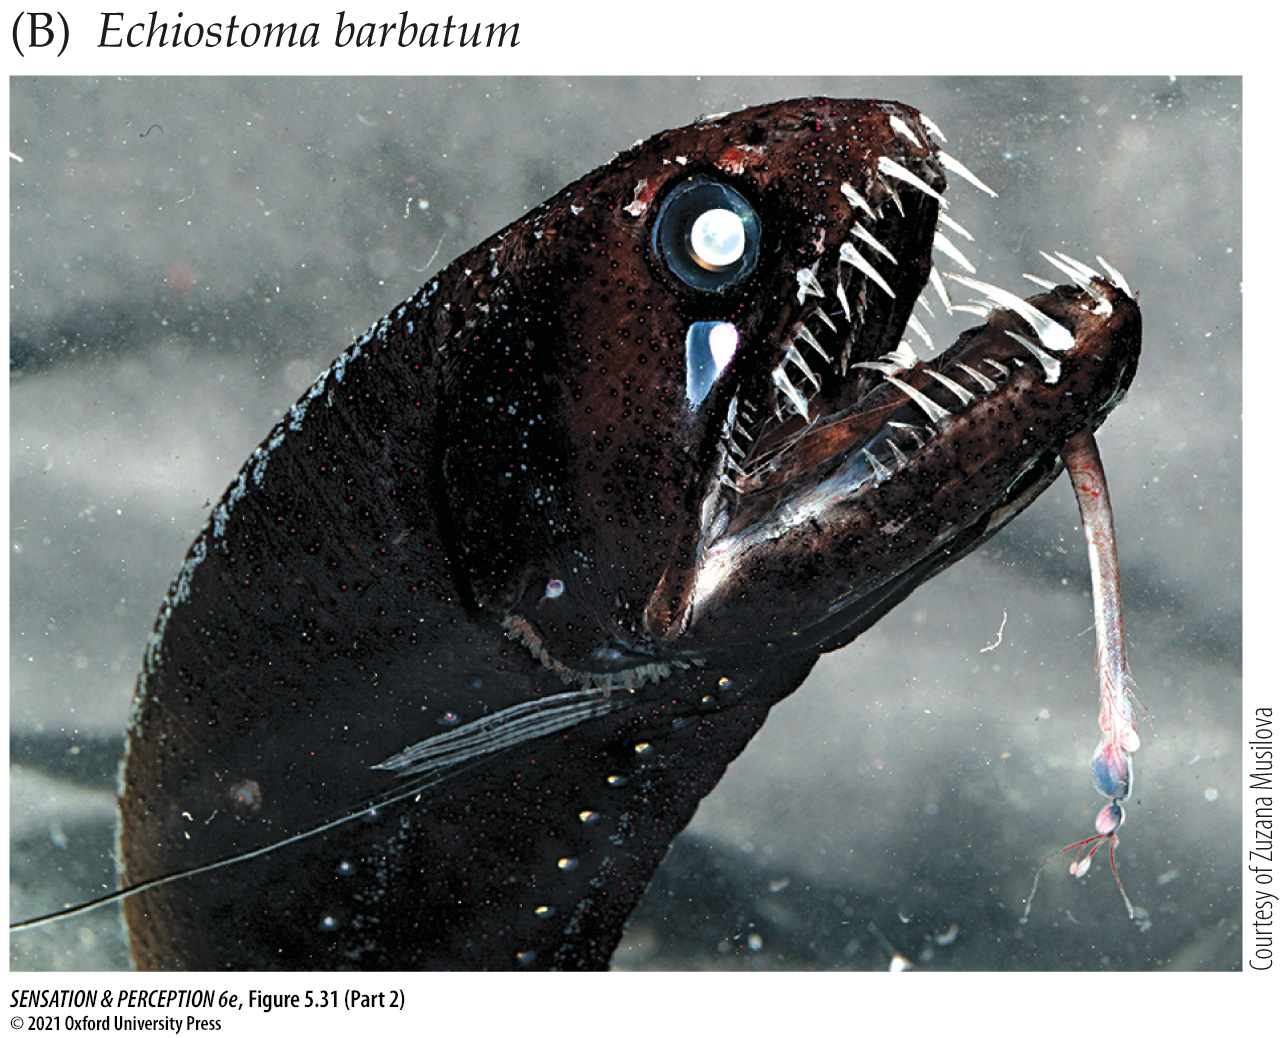 (B) Echiostoma barbatum
Courtesy of Zuzana Musilova
SENSATION & PERCEPTION 6e, Figure 5.31 (Part 2)
© 2021 Oxford University Press